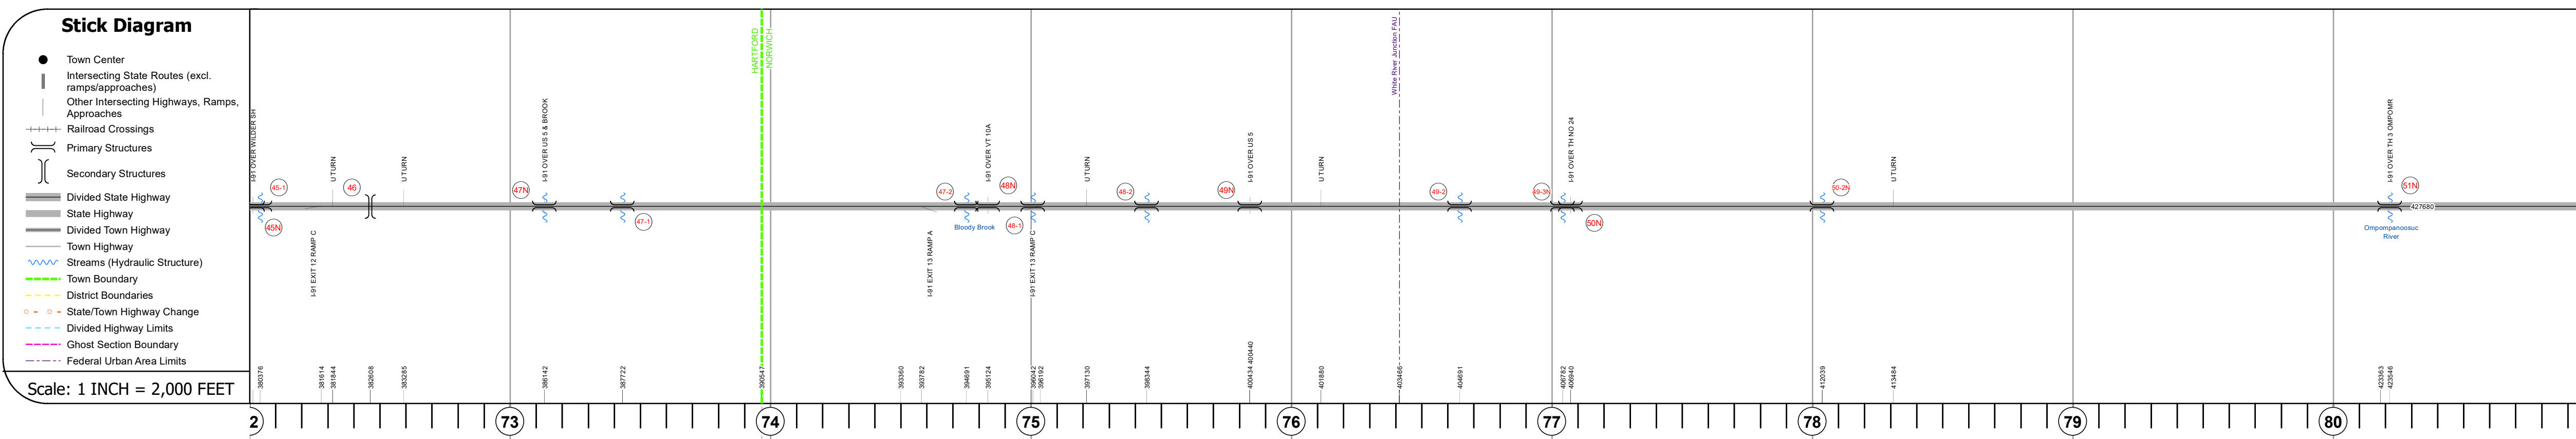 Stick Diagram
Town Center
Intersecting State Routes (excl.
ramps/approaches)
Other Intersecting Highways, Ramps,
Approaches
Railroad Crossings
Primary Structures
Secondary Structures
Divided State Highway
State Highway
Divided Town Highway
Town Highway
Streams (Hydraulic Structure)
Town Boundary
District Boundaries
State/Town Highway Change
Divided Highway Limits
Ghost Section Boundary
Federal Urban Area Limits
Scale: 1 INCH = 2,000 FEET
HARTFORD
NORWICH
White River Junction FAU
I-91 OVER WILDER SH
U TURN
U TURN
I-91 OVER US 5 & BROOK
I-91 OVER VT 10A
U TURN
I-91 OVER US 5
U TURN
I-91 OVER TH NO 24
U TURN
I-91 OVER TH 3 OMPOMR
45-1
46
47N
47-2
48N
48-2
49N
49-2
49-3N
50-2N
51N
427680
45N
47-1
48-1
50N
Bloody Brook
Ompompanoosuc
River
I-91 EXIT 12 RAMP C
I-91 EXIT 13 RAMP A
I-91 EXIT 13 RAMP C
380376
381614
381844
382608
383285
386142
387722
390547
393360
393782
394691
395124
396042
396192
397130
398344
400434 400440
401880
403466
404691
406782
406940
412039
413484
423363
423546
2
73
74
75
76
77
78
79
80